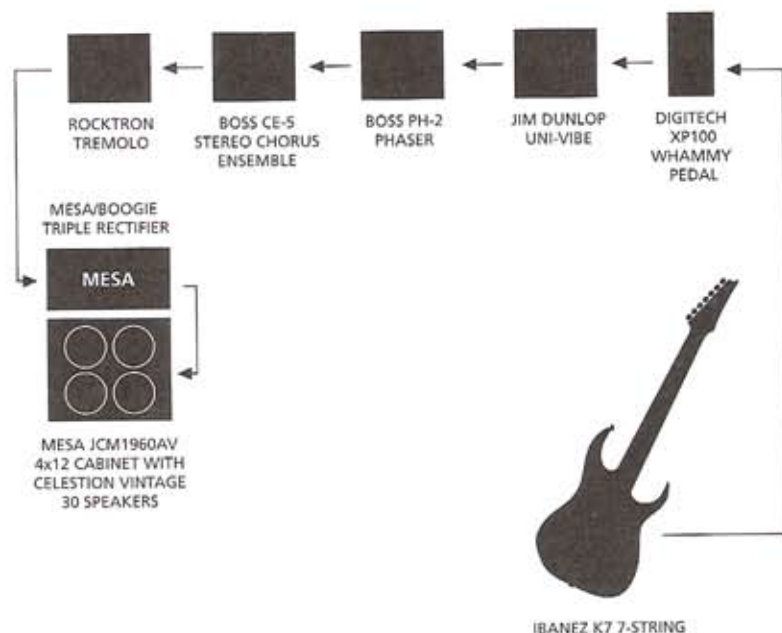 ROCKTRON
TREMOLO
BOSS CE-5
STEREO CHORUS
ENSEMBLE
BOSS PH-2
PHASER
JIM DUNLOP
UNI-VIBE
DIGITECH
XP100
WHAMMY
PEDAL
MESA/BOOGIE
TRIPLE RECTIFIER
MESA
MESA JCM1960AV
4x12 CABINET WITH
CELESTION VINTAGE
30 SPEAKERS
IBANEZ K7 7-STRING